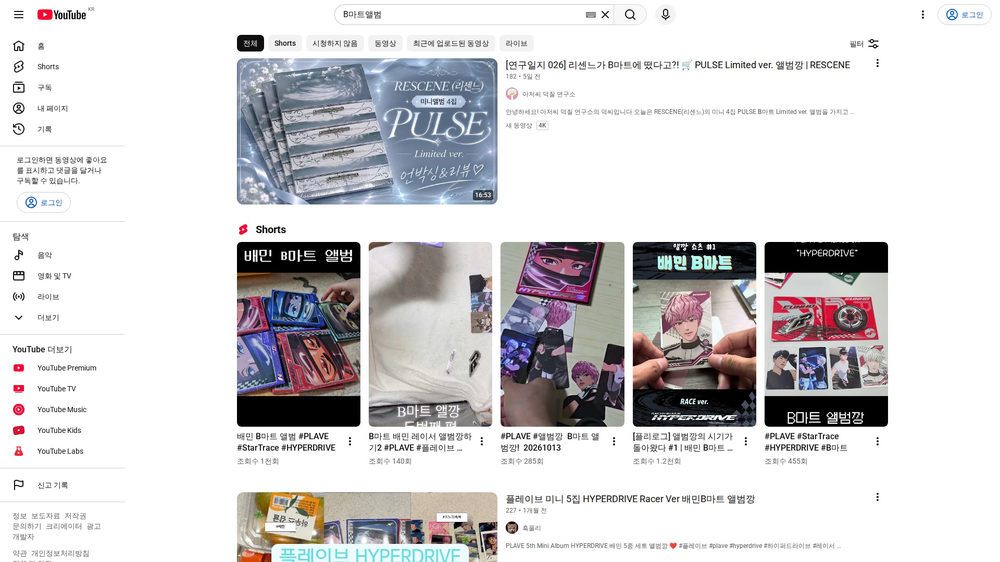 YouTube KR
B마트앨범
로그인
홈
Shorts
구독
내 페이지
기록
로그인하면 동영상에 좋아요
를 표시하고 댓글을 달거나
구독할 수 있습니다.
로그인
탐색
음악
영화 및 TV
라이브
더보기
YouTube 더보기
YouTube Premium
YouTube TV
YouTube Music
YouTube Kids
YouTube Labs
신고 기록
정보 보도자료 저작권
문의하기 크리에이터 광고
개발자
약관 개인정보처리방침
전체
Shorts
시청하지 않음
동영상
최근에 업로드된 동영상
라이브
필터
RESCENE (리센느)
미니앨범 4집
PULSE
Limited ver.
언박싱&리뷰♡
16:53
[연구일지 026] 리센느가 B마트에 떴다고?! 🛒 PULSE Limited ver. 앨범깡 | RESCENE
182 • 5일 전
아저씨 덕질 연구소
안녕하세요! 아저씨 덕질 연구소의 덕찌입니다 오늘은 RESCENE(리센느)의 미니 4집 PULSE B마트 Limited ver. 앨범을 가지고 ...
새 동영상 4K
Shorts
배민 B마트 앨범
배민 B마트 앨범 #PLAVE
#StarTrace #HYPERDRIVE
조회수 1천회
B마트 앨깡
두번째 편
B마트 배민 레이서 앨범깡하
기2 #PLAVE #플레이브 ...
조회수 140회
#PLAVE #앨범깡 B마트 앨
범깡! 20261013
조회수 285회
앨깡 쇼츠 #1
배민 B마트
RACE ver.
HYPERDRIVE
[플리로그] 앨범깡의 시기가
돌아왔다 #1 | 배민 B마트 ...
조회수 1.2천회
"HYPERDRIVE"
B마트 앨범깡
#PLAVE #StarTrace
#HYPERDRIVE #B마트
조회수 455회
플레이브 HYPERDRIVE
플레이브 미니 5집 HYPERDRIVE Racer Ver 배민B마트 앨범깡
227 • 1개월 전
흑플리
PLAVE 5th Mini Album HYPERDRIVE 배민 5종 세트 앨범깡 ❤️ #플레이브 #plave #hyperdrive #하이퍼드라이브 #레이서 ...